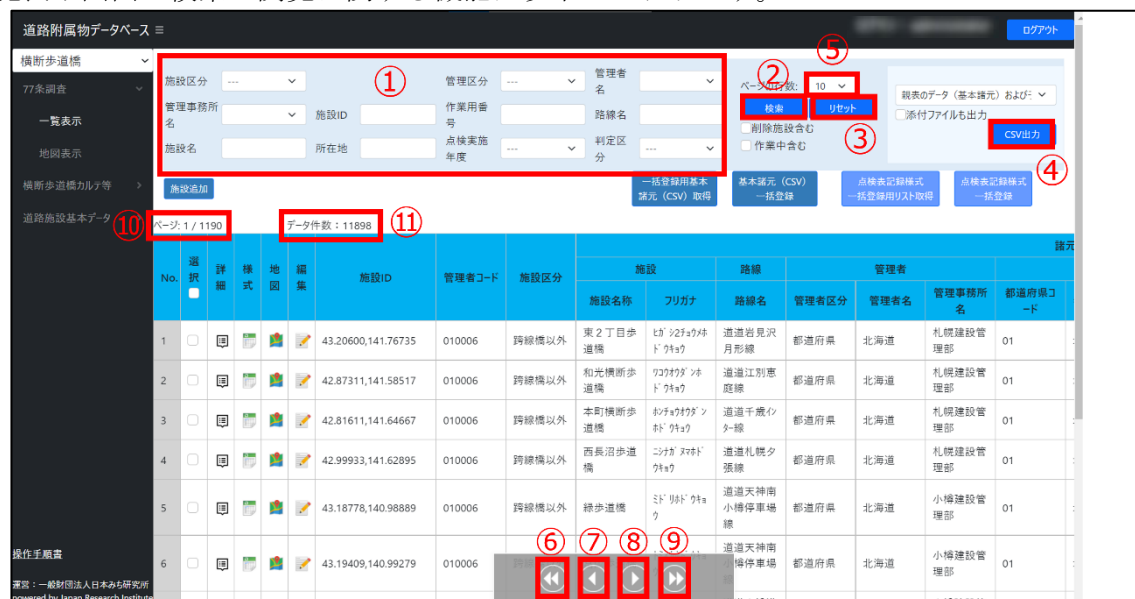 道路附属物データベース ≡
ログアウト
横断歩道橋
77条調査
一覧表示
地図表示
横断歩道橋カルテ等
道路施設基本データ
操作手順書
運営：一般財団法人日本みち研究所
powered by Japan Research Institute
①
施設区分 ---
管理区分 ---
管理者名
管理事務所名
施設ID
作業用番号
路線名
施設名
所在地
点検実施年度 ---
判定区分 ---
② ⑤
ページの行数: 10
検索 リセット
③
削除施設含む
作業中含む
親表のデータ（基本諸元）および
添付ファイルも出力
CSV出力
④
施設追加
一括登録用基本諸元（CSV）取得
基本諸元（CSV）一括登録
点検表記録様式一括登録用リスト取得
点検表記録様式一括登録
⑩ ページ: 1 / 1190
データ件数：11898 ⑪
諸元
No. 選択 詳細 様式 地図 編集 施設ID 管理者コード 施設区分 施設 路線 管理者
施設名称 フリガナ 路線名 管理者区分 管理者名 管理事務所名 都道府県コード
1 43.20600,141.76735 010006 跨線橋以外 東２丁目歩道橋 ﾋｶﾞｼ2ﾁｮｳﾒﾎﾄﾞｳｷｮｳ 道道岩見沢月形線 都道府県 北海道 札幌建設管理部 01
2 42.87311,141.58517 010006 跨線橋以外 和光横断歩道橋 ﾜｺｳｵｳﾀﾞﾝﾎﾄﾞｳｷｮｳ 道道江別恵庭線 都道府県 北海道 札幌建設管理部 01
3 42.81611,141.64667 010006 跨線橋以外 本町横断歩道橋 ﾎﾝﾁｮｳｵｳﾀﾞﾝﾎﾄﾞｳｷｮｳ 道道千歳ｲﾝﾀｰ線 都道府県 北海道 札幌建設管理部 01
4 42.99933,141.62895 010006 跨線橋以外 西長沼歩道橋 ﾆｼﾅｶﾞﾇﾏﾎﾄﾞｳｷｮｳ 道道札幌夕張線 都道府県 北海道 札幌建設管理部 01
5 43.18778,140.98889 010006 跨線橋以外 緑歩道橋 ﾐﾄﾞﾘﾎﾄﾞｳｷｮｳ 道道天神南小樽停車場線 都道府県 北海道 小樽建設管理部 01
6 43.19409,140.99279 010006 道道天神南小樽停車場線 都道府県 北海道 小樽建設管理部 01
⑥ ⑦ ⑧ ⑨